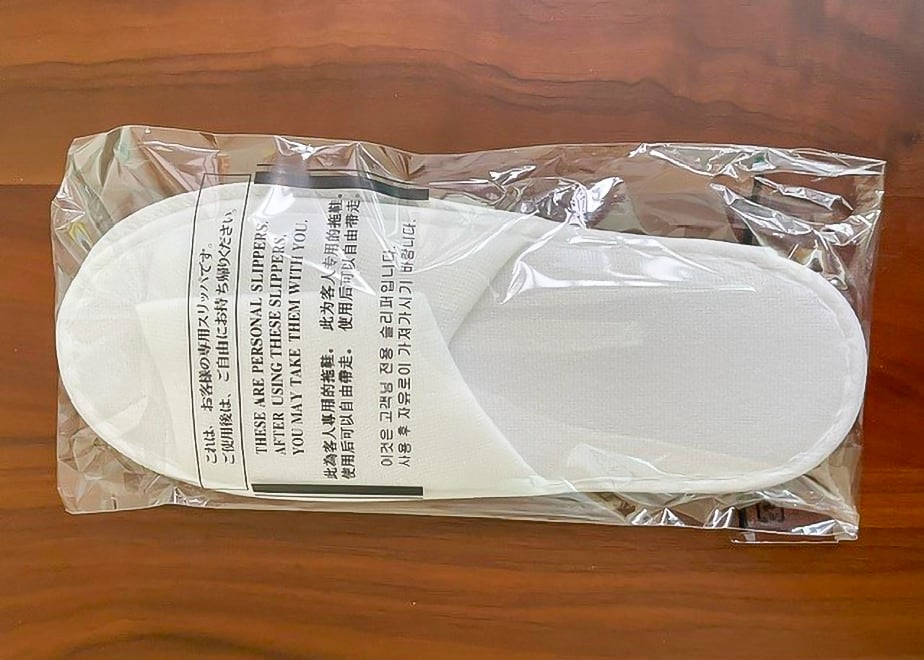 これは、お客様の専用スリッパです。
ご使用後は、ご自由にお持ち帰りください。
THESE ARE PERSONAL SLIPPERS.
AFTER USING THESE SLIPPERS,
YOU MAY TAKE THEM WITH YOU.
此為客人專用的拖鞋。 此为客人专用的拖鞋。
使用后可以自由帶走。 使用后可以自由带走。
이것은 고객님 전용 슬리퍼입니다.
사용 후 자유로이 가져가시기 바랍니다.